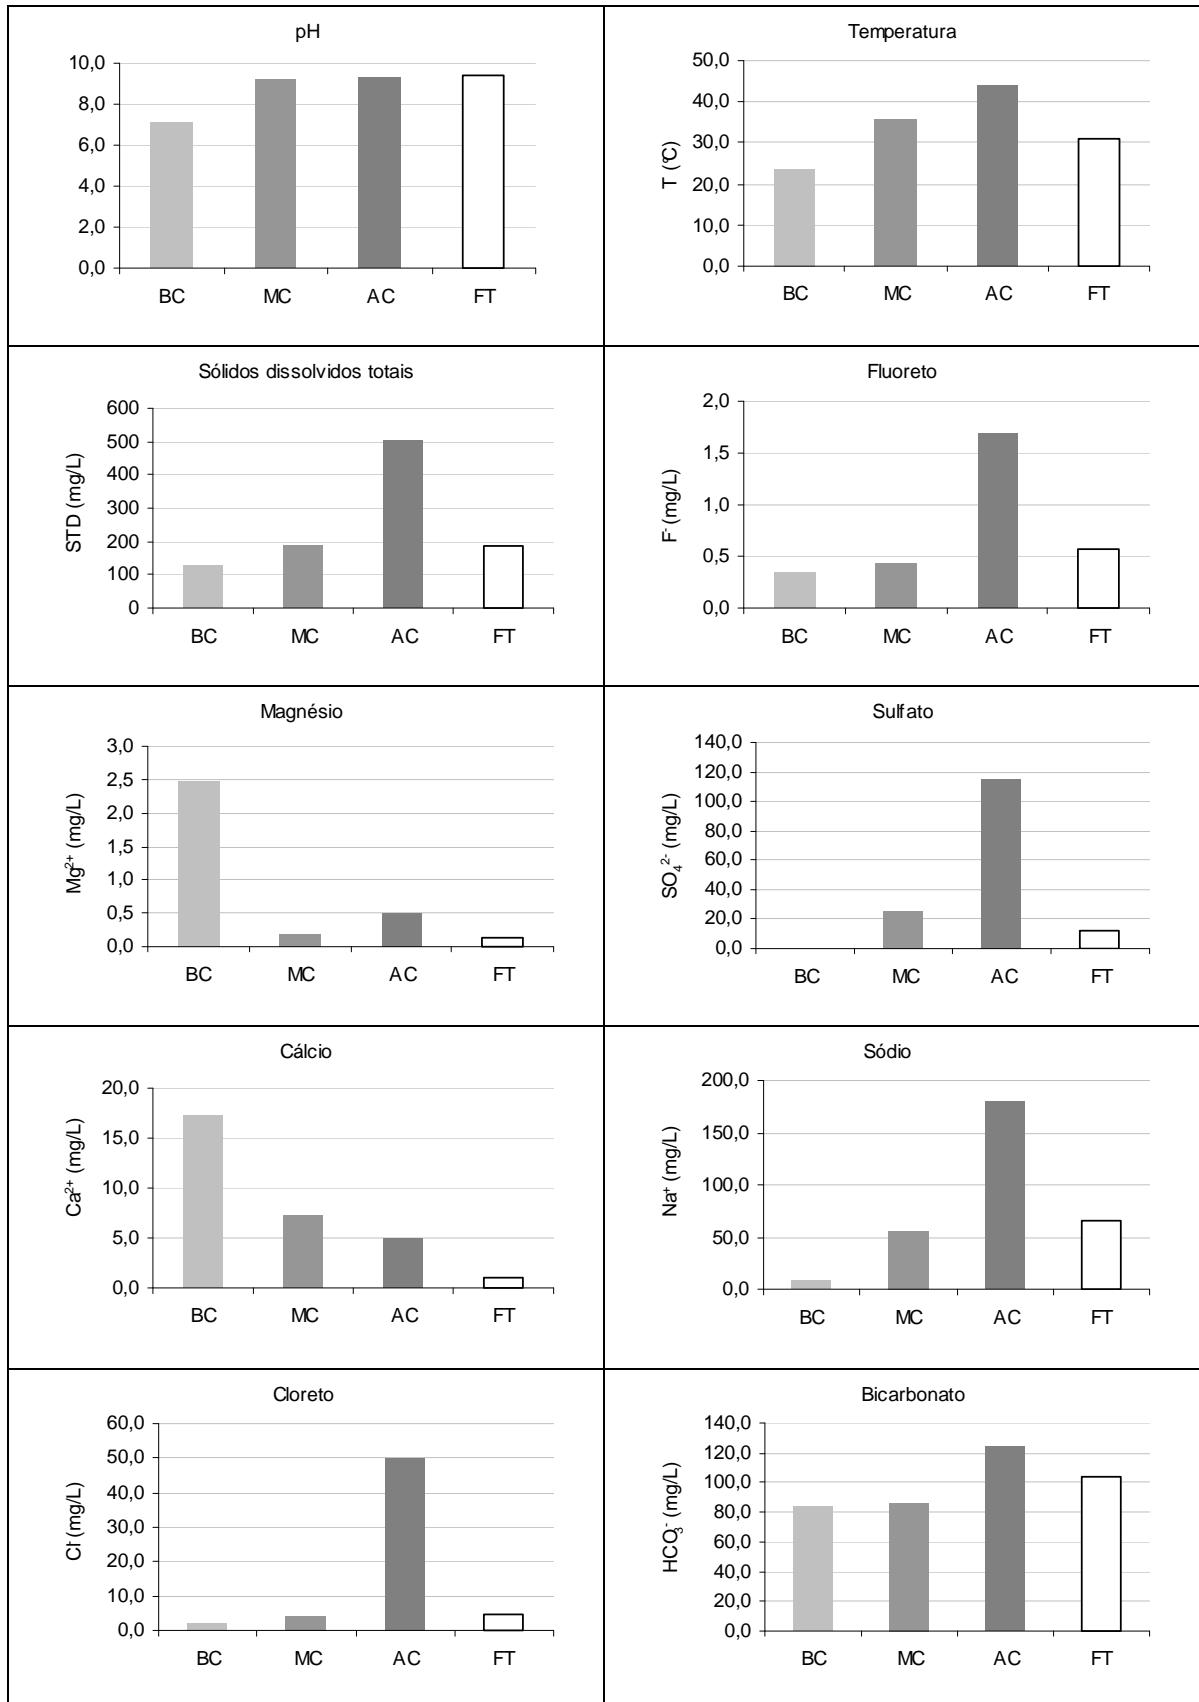 pH
10,0
8,0
6,0
4,0
2,0
0,0
BC MC AC FT
Temperatura
T (°C)
50,0
40,0
30,0
20,0
10,0
0,0
BC MC AC FT
Sólidos dissolvidos totais
STD (mg/L)
600
500
400
300
200
100
0
BC MC AC FT
Fluoreto
F⁻ (mg/L)
2,0
1,5
1,0
0,5
0,0
BC MC AC FT
Magnésio
Mg²⁺ (mg/L)
3,0
2,5
2,0
1,5
1,0
0,5
0,0
BC MC AC FT
Sulfato
SO₄²⁻ (mg/L)
140,0
120,0
100,0
80,0
60,0
40,0
20,0
0,0
BC MC AC FT
Cálcio
Ca²⁺ (mg/L)
20,0
15,0
10,0
5,0
0,0
BC MC AC FT
Sódio
Na⁺ (mg/L)
200,0
150,0
100,0
50,0
0,0
BC MC AC FT
Cloreto
Cl⁻ (mg/L)
60,0
50,0
40,0
30,0
20,0
10,0
0,0
BC MC AC FT
Bicarbonato
HCO₃⁻ (mg/L)
140,0
120,0
100,0
80,0
60,0
40,0
20,0
0,0
BC MC AC FT